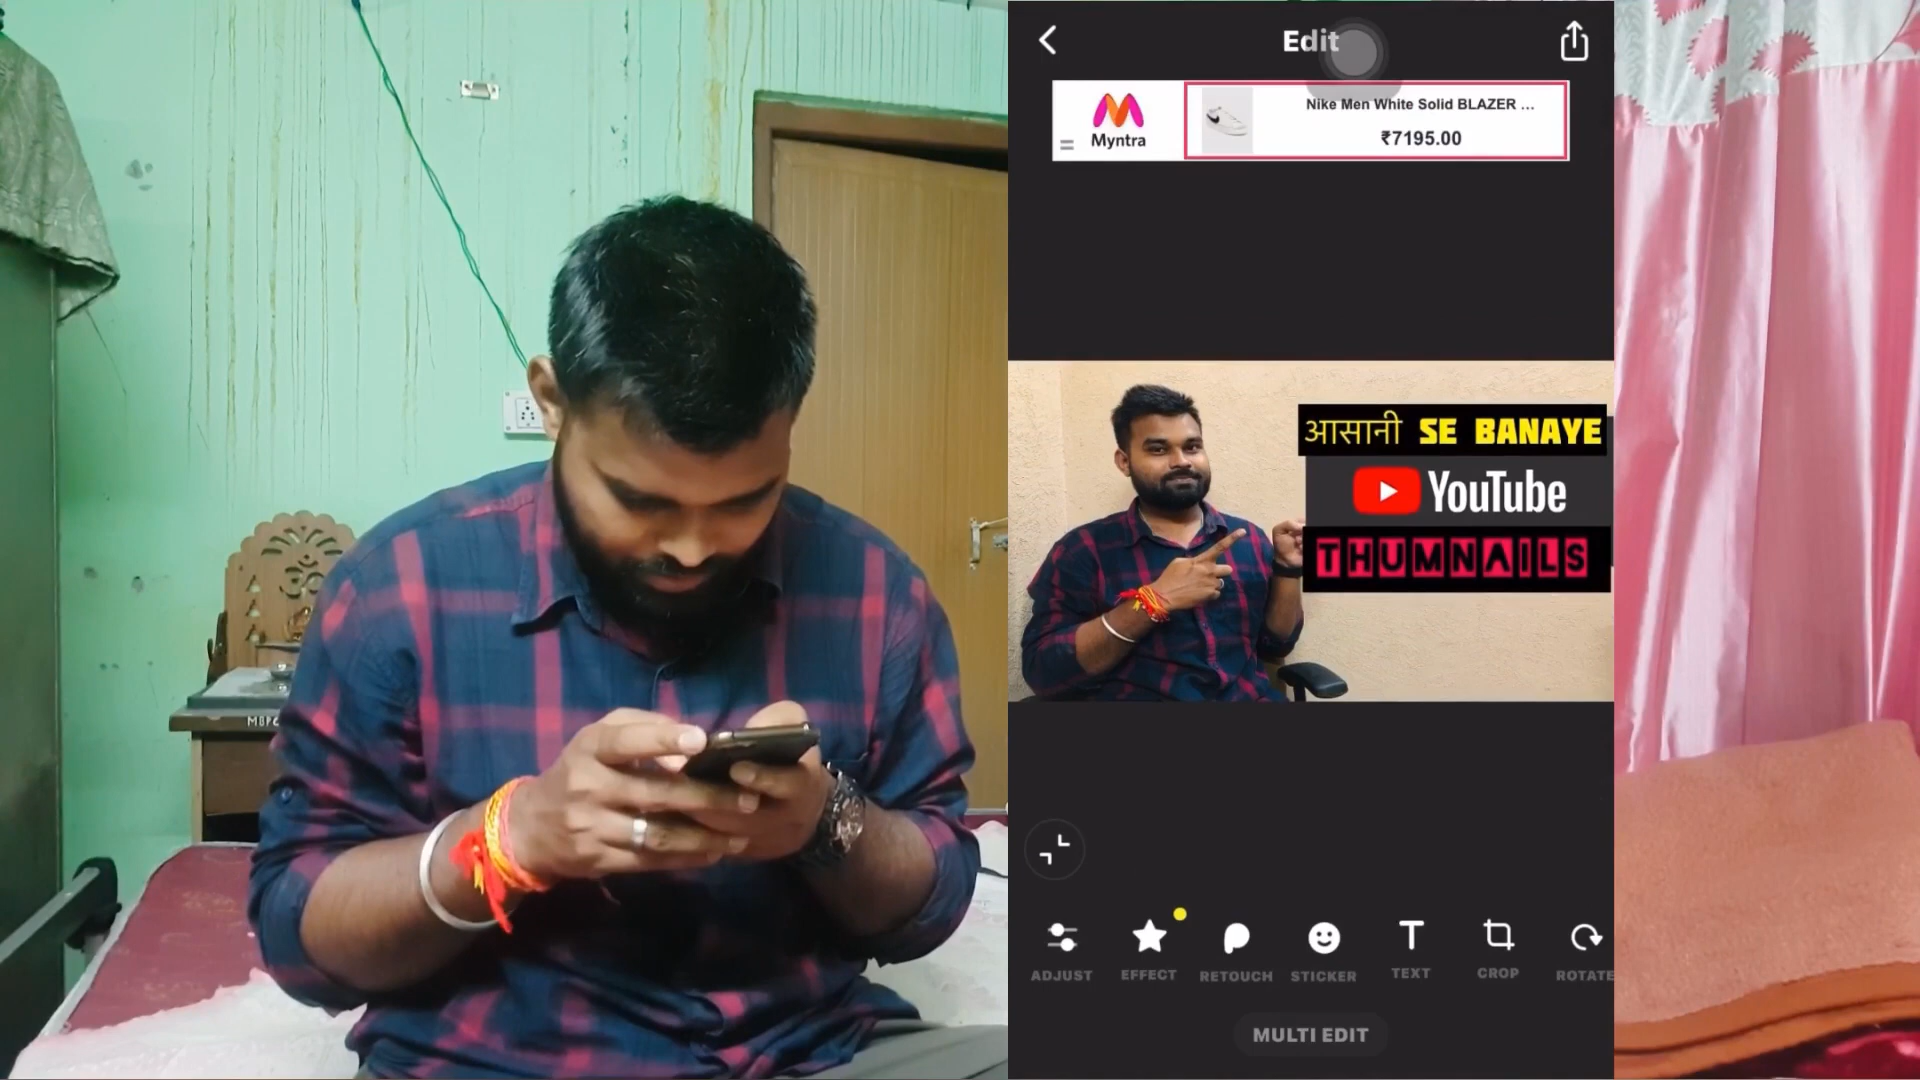 Edit
Myntra
Nike Men White Solid BLAZER ...
₹7195.00
आसानी SE BANAYE
YouTube
THUMNAILS
ADJUST
EFFECT
RETOUCH
STICKER
TEXT
CROP
ROTATE
MULTI EDIT